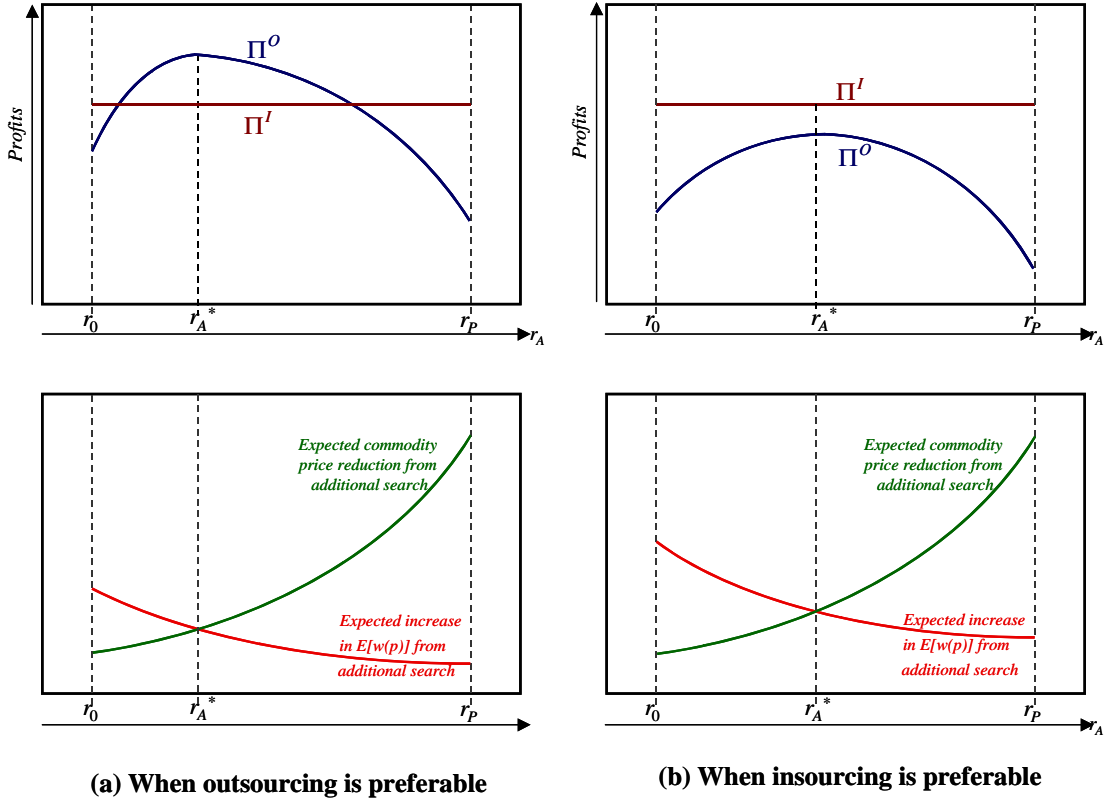 Profits
Π^O
Π^I
r_0
r_A*
r_P
r_A
Profits
Π^I
Π^O
r_0
r_A*
r_P
r_A
Expected commodity
price reduction from
additional search
Expected increase
in E[w(p)] from
additional search
r_0
r_A*
r_P
Expected commodity
price reduction from
additional search
Expected increase
in E[w(p)] from
additional search
r_0
r_A*
r_P
r_A
(a) When outsourcing is preferable
(b) When insourcing is preferable